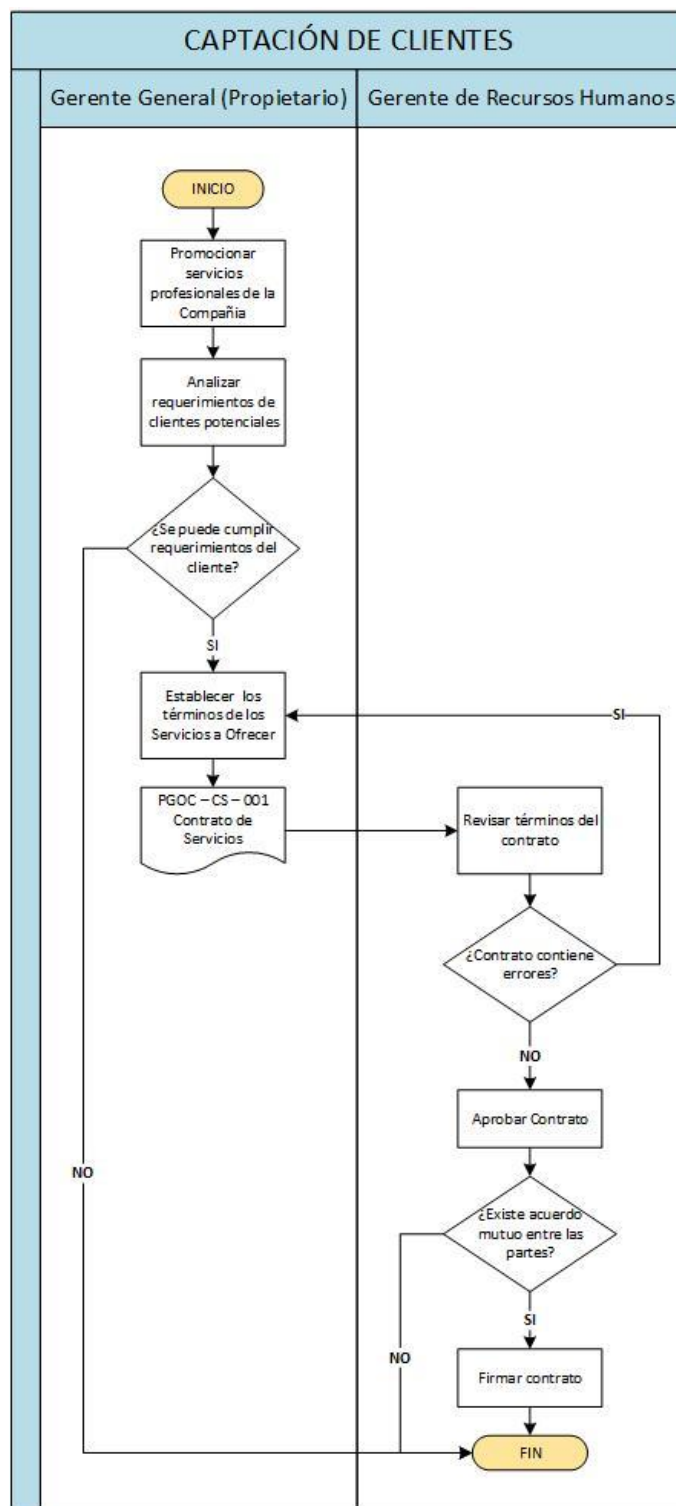 CAPTACIÓN DE CLIENTES
Gerente General (Propietario)
Gerente de Recursos Humanos
INICIO
Promocionar
servicios
profesionales de la
Compañia
Analizar
requerimientos de
clientes potenciales
¿Se puede cumplir
requerimientos del
cliente?
SI
Establecer los
términos de los
Servicios a Ofrecer
SI
PGOC – CS – 001
Contrato de
Servicios
Revisar términos del
contrato
¿Contrato contiene
errores?
NO
Aprobar Contrato
NO
¿Existe acuerdo
mutuo entre las
partes?
SI
NO
Firmar contrato
FIN